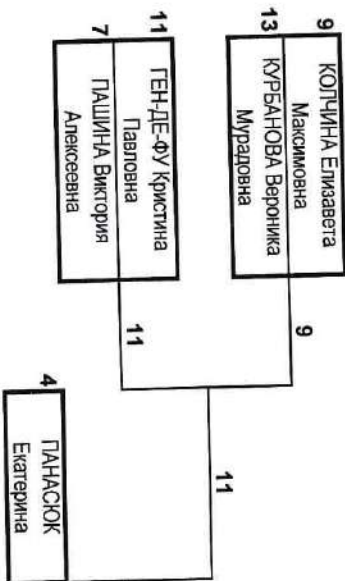 9
КОЛЧИНА Елизавета
Максимовна
13
КУРБАНОВА Вероника
Мурадовна
9
11
ГЕН-ДЕ-ФУ Кристина
Павловна
7
ПАШИНА Виктория
Алексеевна
11
11
4
ПАНАСЮК
Екатерина